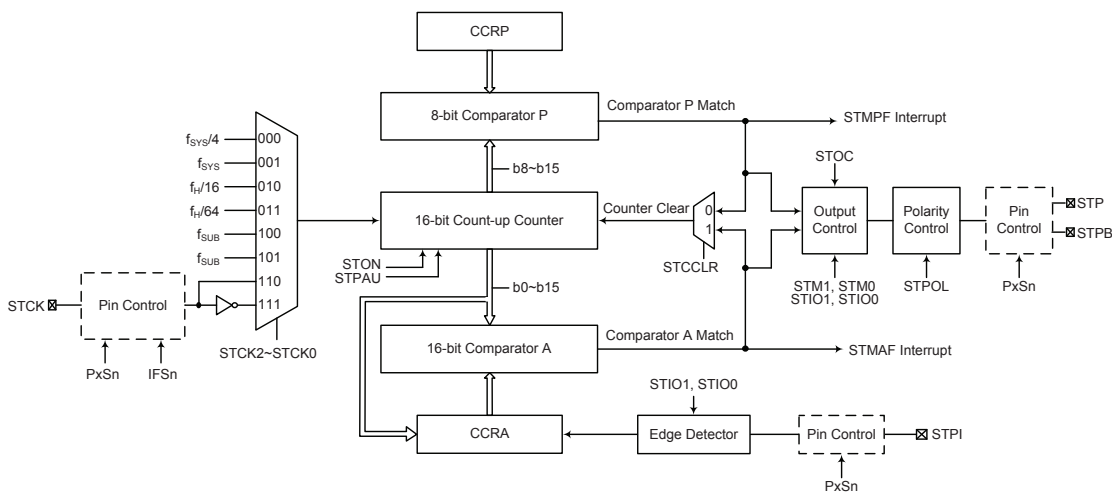 CCRP
8-bit Comparator P
Comparator P Match
STMPF Interrupt
b8~b15
fSYS/4
000
fSYS
001
fH/16
010
fH/64
011
fSUB
100
fSUB
101
110
111
STCK2~STCK0
STCK
Pin Control
PxSn
IFSn
16-bit Count-up Counter
STON
STPAU
Counter Clear
0
1
STCCLR
STOC
Output
Control
STM1, STM0
STIO1, STIO0
Polarity
Control
STPOL
Pin
Control
PxSn
STP
STPB
b0~b15
16-bit Comparator A
Comparator A Match
STMAF Interrupt
CCRA
STIO1, STIO0
Edge Detector
Pin Control
PxSn
STPI